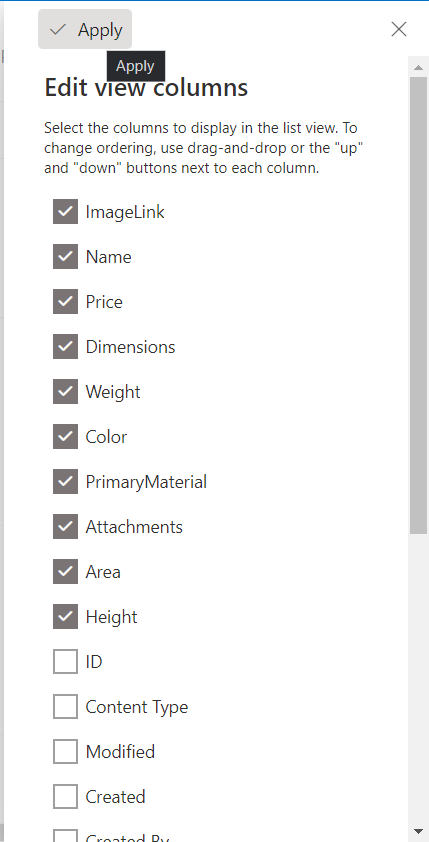 Apply
Apply
Edit view columns
Select the columns to display in the list view. To
change ordering, use drag-and-drop or the "up"
and "down" buttons next to each column.
ImageLink
Name
Price
Dimensions
Weight
Color
PrimaryMaterial
Attachments
Area
Height
ID
Content Type
Modified
Created
Created By